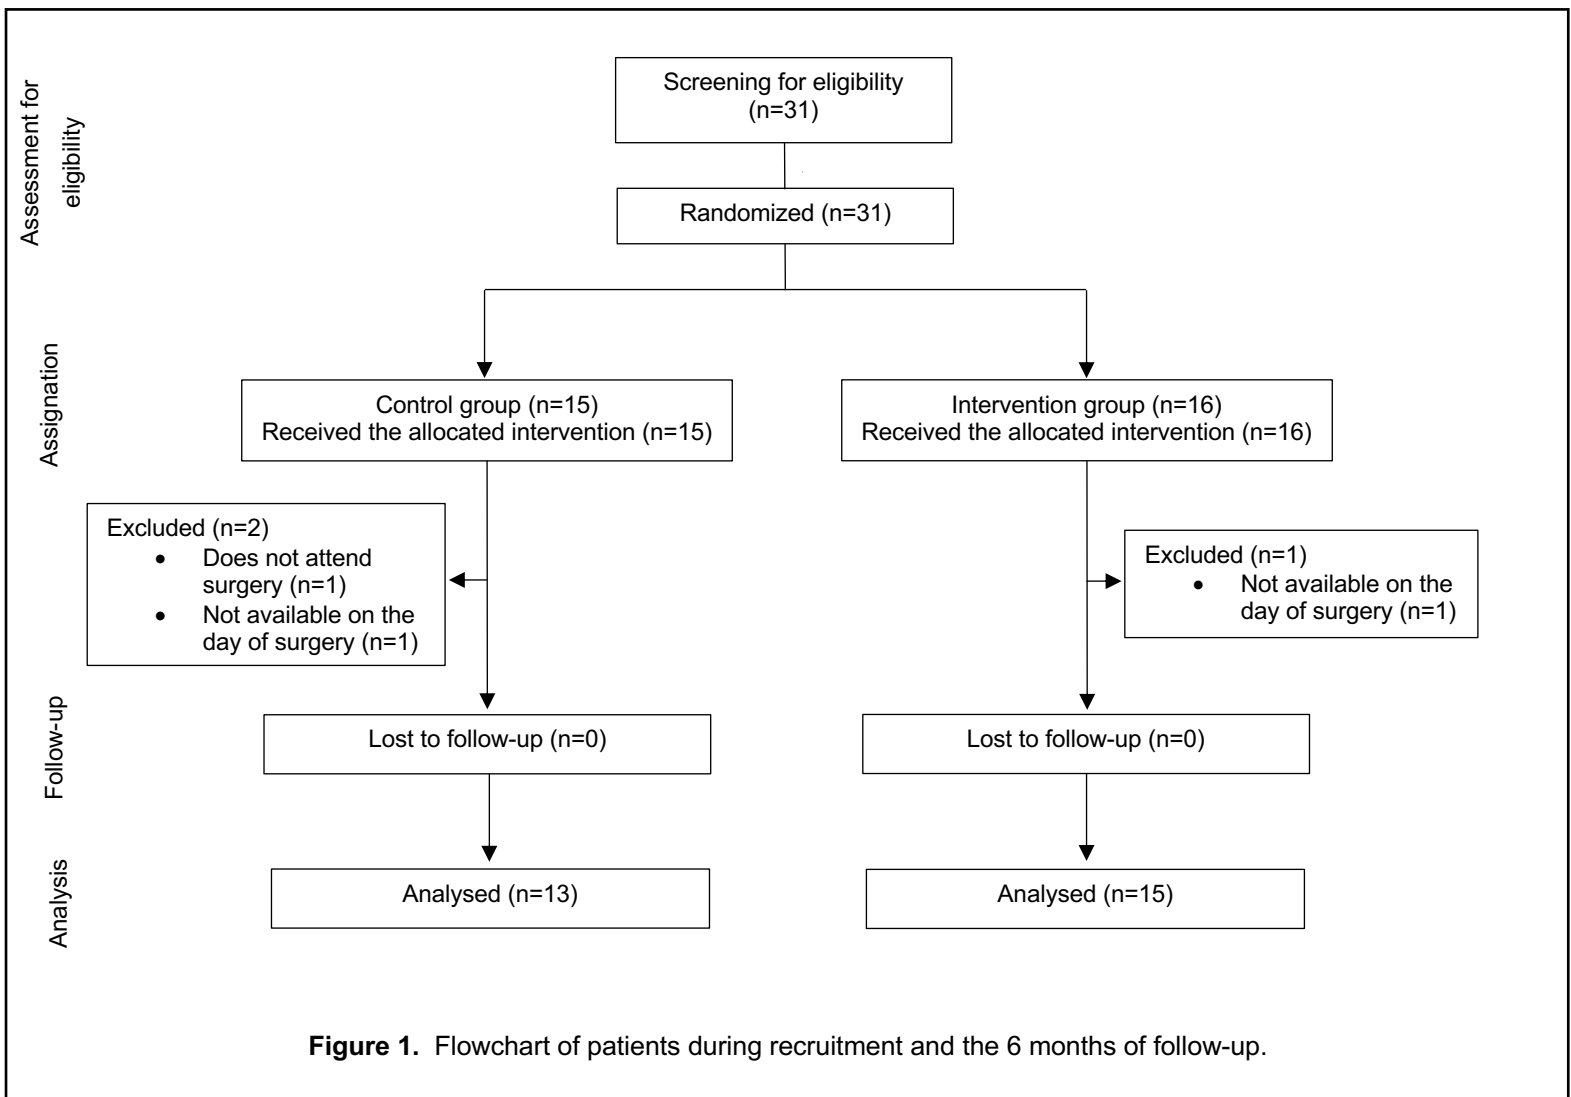 Assessment for
eligibility
Screening for eligibility
(n=31)
Randomized (n=31)
Assignation
Control group (n=15)
Received the allocated intervention (n=15)
Intervention group (n=16)
Received the allocated intervention (n=16)
Excluded (n=2)
• Does not attend
surgery (n=1)
• Not available on the
day of surgery (n=1)
Excluded (n=1)
• Not available on the
day of surgery (n=1)
Follow-up
Lost to follow-up (n=0)
Lost to follow-up (n=0)
Analysis
Analysed (n=13)
Analysed (n=15)
Figure 1. Flowchart of patients during recruitment and the 6 months of follow-up.